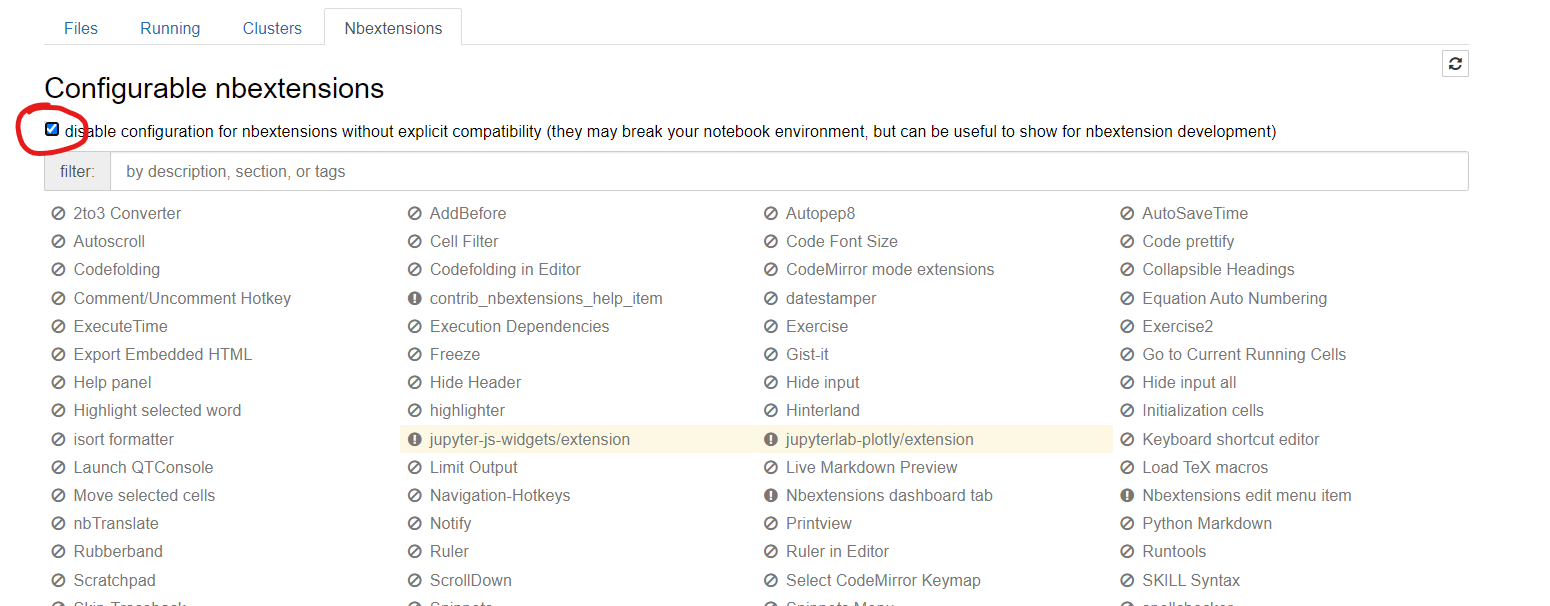 Files Running Clusters Nbextensions
Configurable nbextensions
disable configuration for nbextensions without explicit compatibility (they may break your notebook environment, but can be useful to show for nbextension development)
filter: by description, section, or tags
2to3 Converter AddBefore Autopep8 AutoSaveTime
Autoscroll Cell Filter Code Font Size Code prettify
Codefolding Codefolding in Editor CodeMirror mode extensions Collapsible Headings
Comment/Uncomment Hotkey contrib_nbextensions_help_item datestamper Equation Auto Numbering
ExecuteTime Execution Dependencies Exercise Exercise2
Export Embedded HTML Freeze Gist-it Go to Current Running Cells
Help panel Hide Header Hide input Hide input all
Highlight selected word highlighter Hinterland Initialization cells
isort formatter jupyter-js-widgets/extension jupyterlab-plotly/extension Keyboard shortcut editor
Launch QTConsole Limit Output Live Markdown Preview Load TeX macros
Move selected cells Navigation-Hotkeys Nbextensions dashboard tab Nbextensions edit menu item
nbTranslate Notify Printview Python Markdown
Rubberband Ruler Ruler in Editor Runtools
Scratchpad ScrollDown Select CodeMirror Keymap SKILL Syntax
Skip-Traceback Snippets Snippets Menu spellchecker